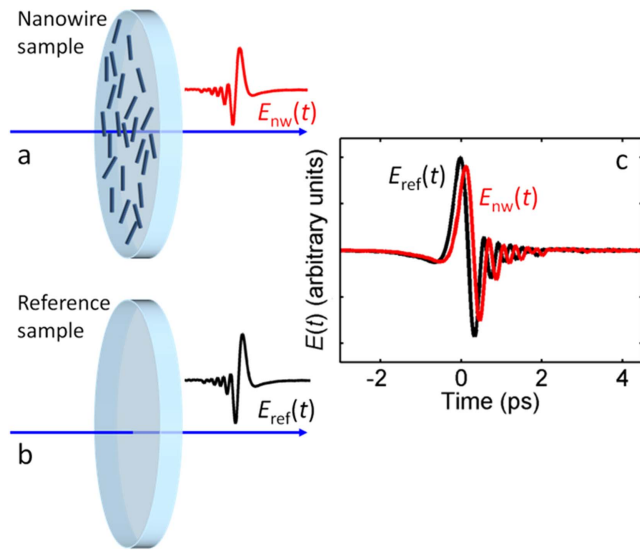 Nanowire
sample
E_nw(t)
a
Reference
sample
E_ref(t)
b
c
E_ref(t)
E_nw(t)
E(t) (arbitrary units)
-2 0 2 4
Time (ps)